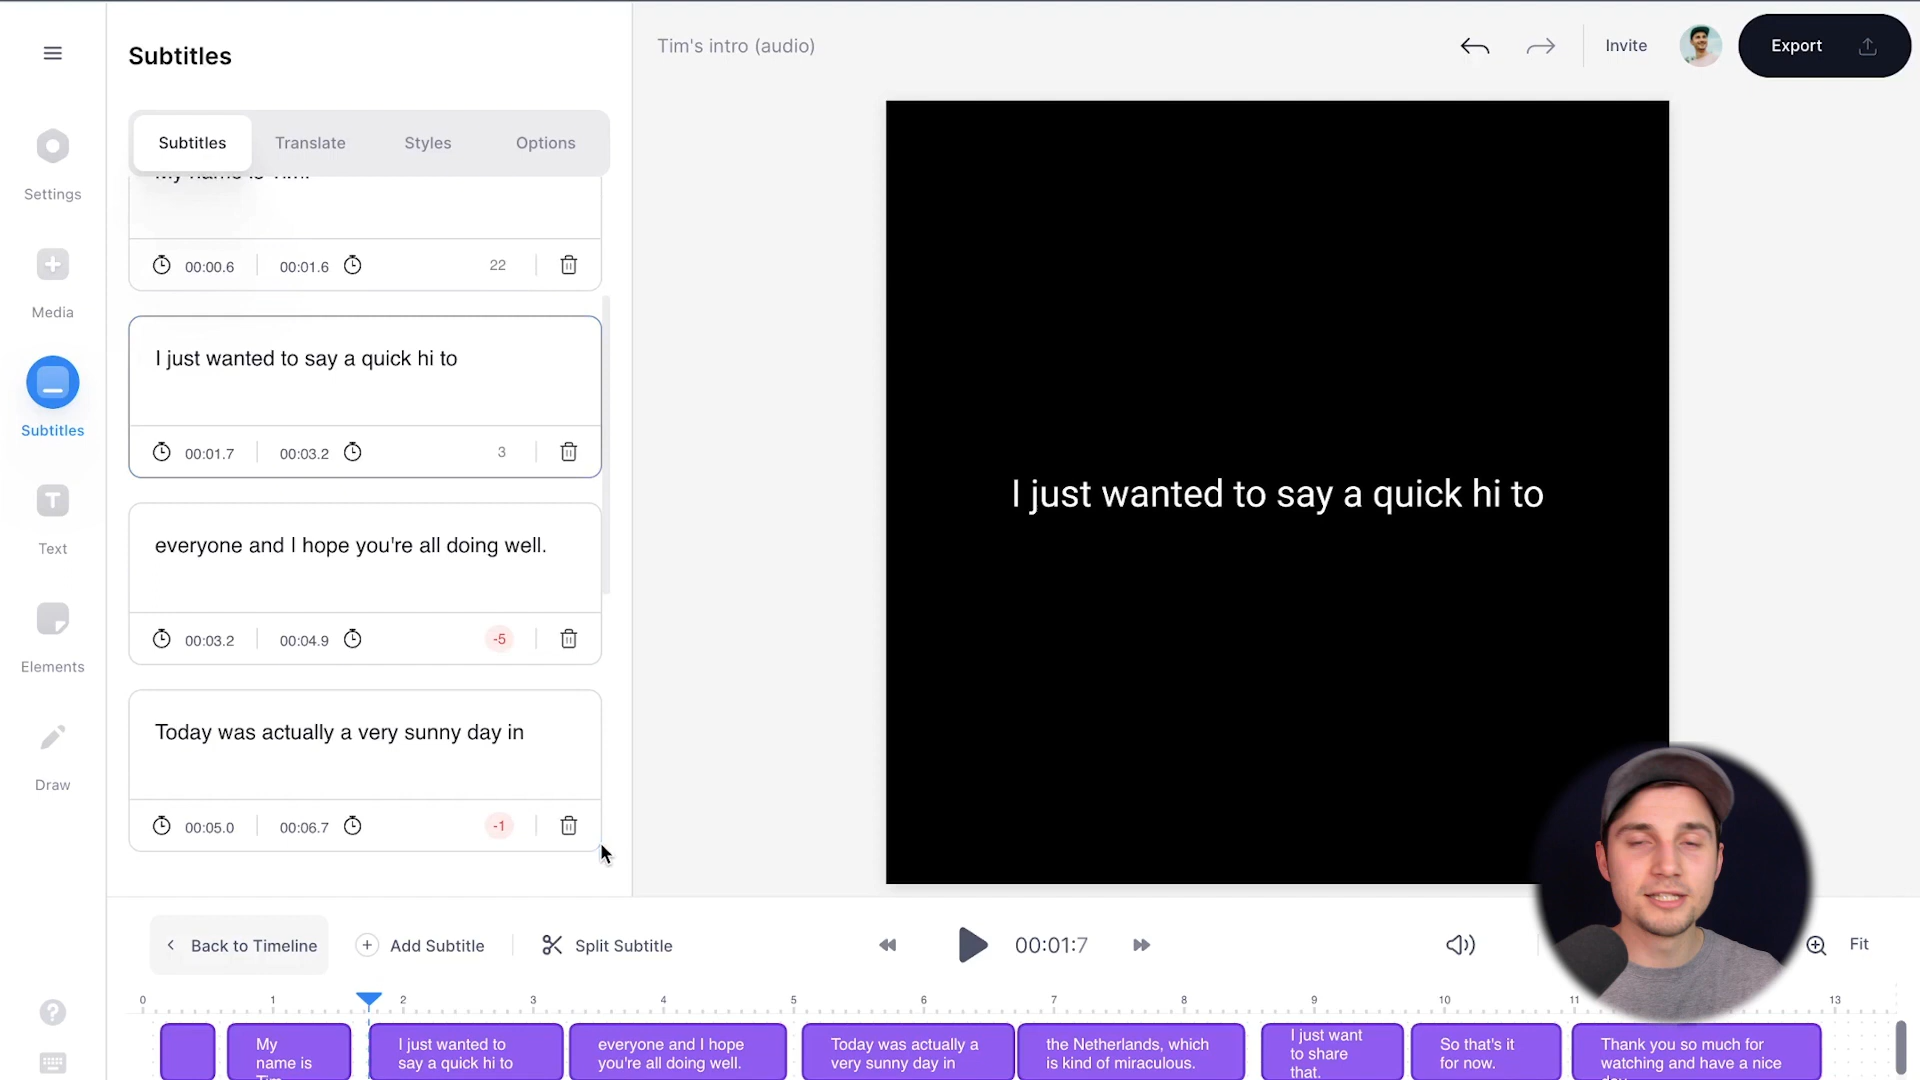 Subtitles
Tim's intro (audio)
Invite
Export
Settings
Media
Subtitles
Text
Elements
Draw
Subtitles
Translate
Styles
Options
My name is Tim.
00:00.6
00:01.6
22
I just wanted to say a quick hi to
00:01.7
00:03.2
3
everyone and I hope you're all doing well.
00:03.2
00:04.9
-5
Today was actually a very sunny day in
00:05.0
00:06.7
-1
I just wanted to say a quick hi to
Back to Timeline
Add Subtitle
Split Subtitle
00:01:7
Fit
0
1
2
3
4
5
6
7
8
9
10
11
13
My
name is
Tim.
I just wanted to
say a quick hi to
everyone and I hope
you're all doing well.
Today was actually a
very sunny day in
the Netherlands, which
is kind of miraculous.
I just want
to share
that.
So that's it
for now.
Thank you so much for
watching and have a nice
day.